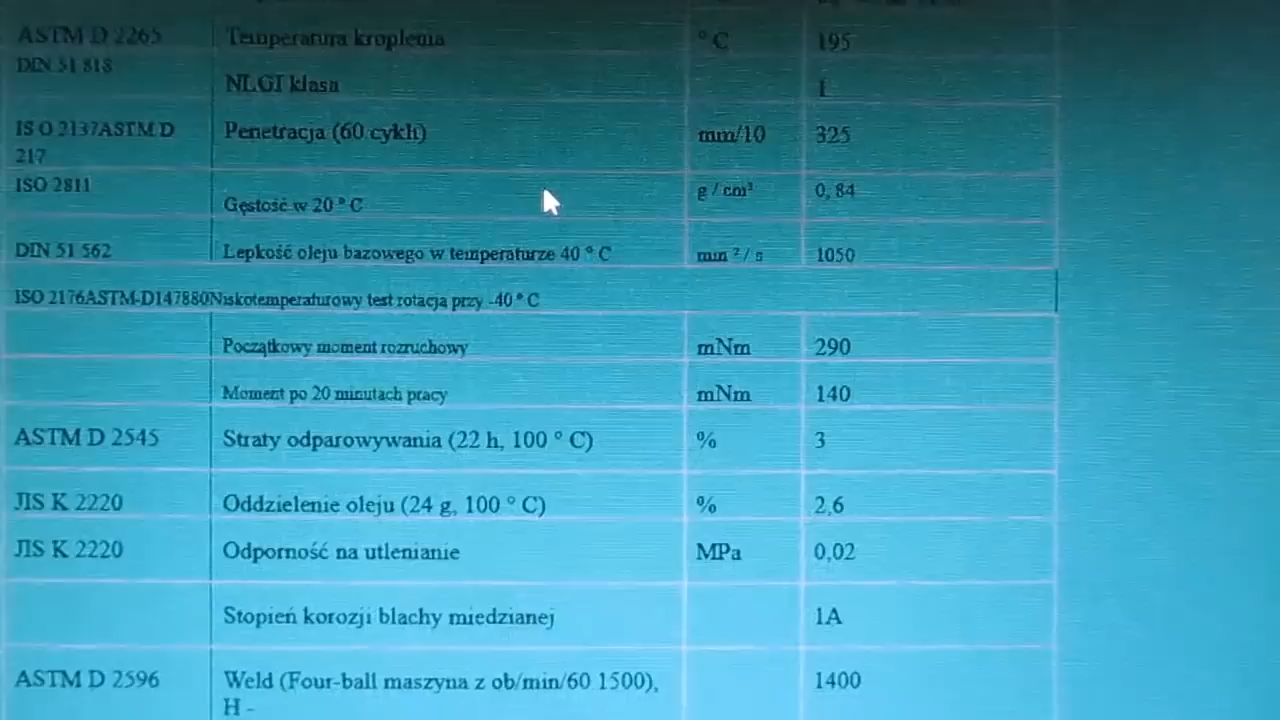 ASTM D 2265 Temperatura kroplenia ° C 195
DIN 51 818
NLGI klasa 1
IS O 2137ASTM D Penetracja (60 cykli) mm/10 325
217
ISO 2811 g / cm³ 0, 84
Gęstość w 20 ° C
DIN 51 562 Lepkość oleju bazowego w temperaturze 40 ° C mm ²/ s 1050
ISO 2176ASTM-D147880Niskotemperaturowy test rotacja przy -40 ° C
Początkowy moment rozruchowy mNm 290
Moment po 20 minutach pracy mNm 140
ASTM D 2545 Straty odparowywania (22 h, 100 ° C) % 3
JIS K 2220 Oddzielenie oleju (24 g, 100 ° C) % 2,6
JIS K 2220 Odporność na utlenianie MPa 0,02
Stopień korozji blachy miedzianej 1A
ASTM D 2596 Weld (Four-ball maszyna z ob/min/60 1500), 1400
H -